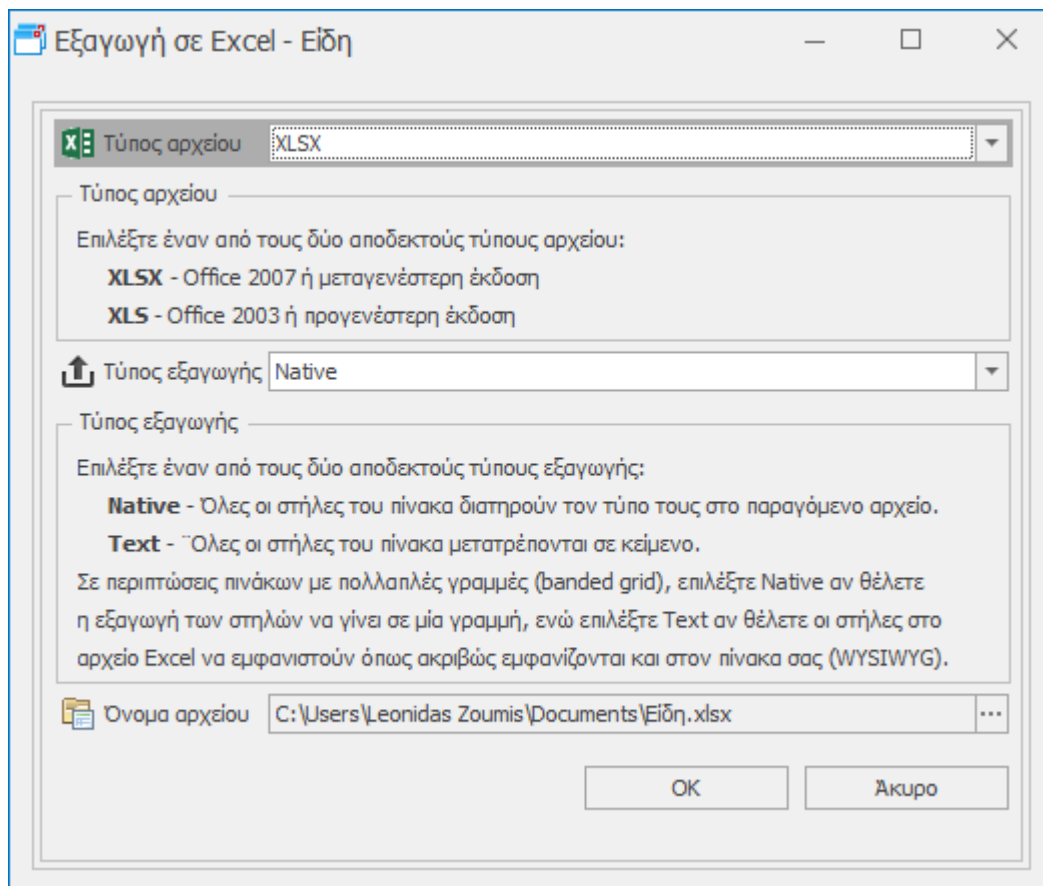 Εξαγωγή σε Excel - Είδη
Τύπος αρχείου XLSX
Τύπος αρχείου
Επιλέξτε έναν από τους δύο αποδεκτούς τύπους αρχείου:
XLSX - Office 2007 ή μεταγενέστερη έκδοση
XLS - Office 2003 ή προγενέστερη έκδοση
Τύπος εξαγωγής Native
Τύπος εξαγωγής
Επιλέξτε έναν από τους δύο αποδεκτούς τύπους εξαγωγής:
Native - Όλες οι στήλες του πίνακα διατηρούν τον τύπο τους στο παραγόμενο αρχείο.
Text - ¨Ολες οι στήλες του πίνακα μετατρέπονται σε κείμενο.
Σε περιπτώσεις πινάκων με πολλαπλές γραμμές (banded grid), επιλέξτε Native αν θέλετε
η εξαγωγή των στηλών να γίνει σε μία γραμμή, ενώ επιλέξτε Text αν θέλετε οι στήλες στο
αρχείο Excel να εμφανιστούν όπως ακριβώς εμφανίζονται και στον πίνακα σας (WYSIWYG).
Όνομα αρχείου C:\Users\Leonidas Zoumis\Documents\Είδη.xlsx ...
OK Άκυρο